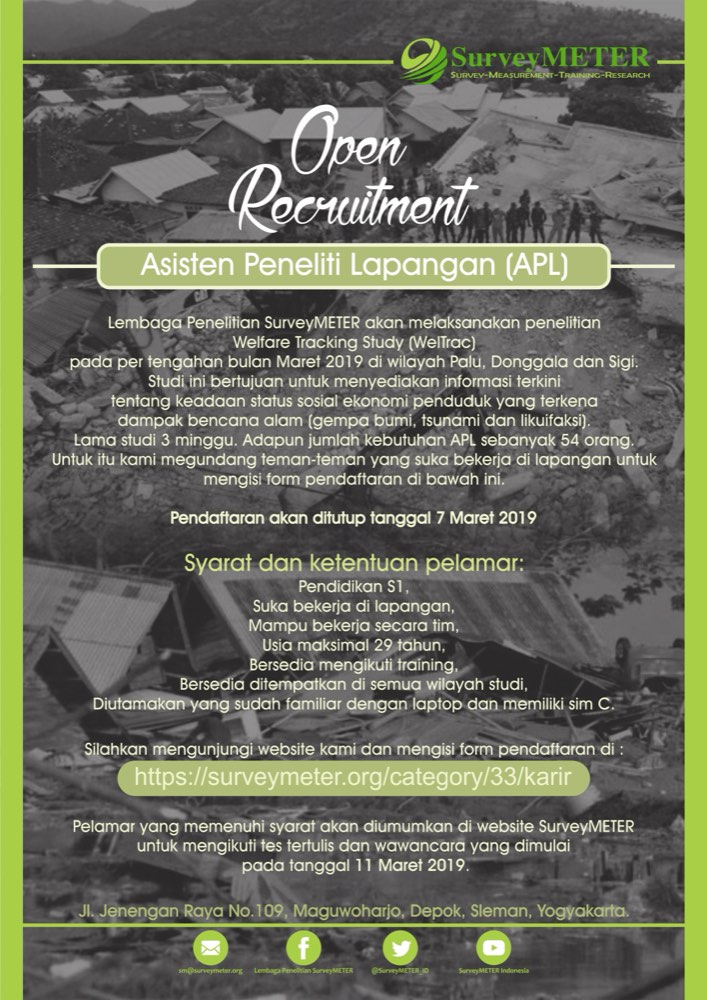 SurveyMETER
SURVEY-MEASUREMENT-TRAINING-RESEARCH
Open
Recruitment
Asisten Peneliti Lapangan (APL)
Lembaga Penelitian SurveyMETER akan melaksanakan penelitian
Welfare Tracking Study (WelTrac)
pada per tengahan bulan Maret 2019 di wilayah Palu, Donggala dan Sigi.
Studi ini bertujuan untuk menyediakan informasi terkini
tentang keadaan status sosial ekonomi penduduk yang terkena
dampak bencana alam (gempa bumi, tsunami dan likuifaksi).
Lama studi 3 minggu. Adapun jumlah kebutuhan APL sebanyak 54 orang.
Untuk itu kami megundang teman-teman yang suka bekerja di lapangan untuk
mengisi form pendaftaran di bawah ini.
Pendaftaran akan ditutup tanggal 7 Maret 2019
Syarat dan ketentuan pelamar:
Pendidikan S1,
Suka bekerja di lapangan,
Mampu bekerja secara tim,
Usia maksimal 29 tahun,
Bersedia mengikuti training,
Bersedia ditempatkan di semua wilayah studi,
Diutamakan yang sudah familiar dengan laptop dan memiliki sim C.
Silahkan mengunjungi website kami dan mengisi form pendaftaran di :
https://surveymeter.org/category/33/karir
Pelamar yang memenuhi syarat akan diumumkan di website SurveyMETER
untuk mengikuti tes tertulis dan wawancara yang dimulai
pada tanggal 11 Maret 2019.
Jl. Jenengan Raya No.109, Maguwoharjo, Depok, Sleman, Yogyakarta.
sm@surveymeter.org Lembaga Penelitian SurveyMETER @SurveyMETER_ID SurveyMETER Indonesia